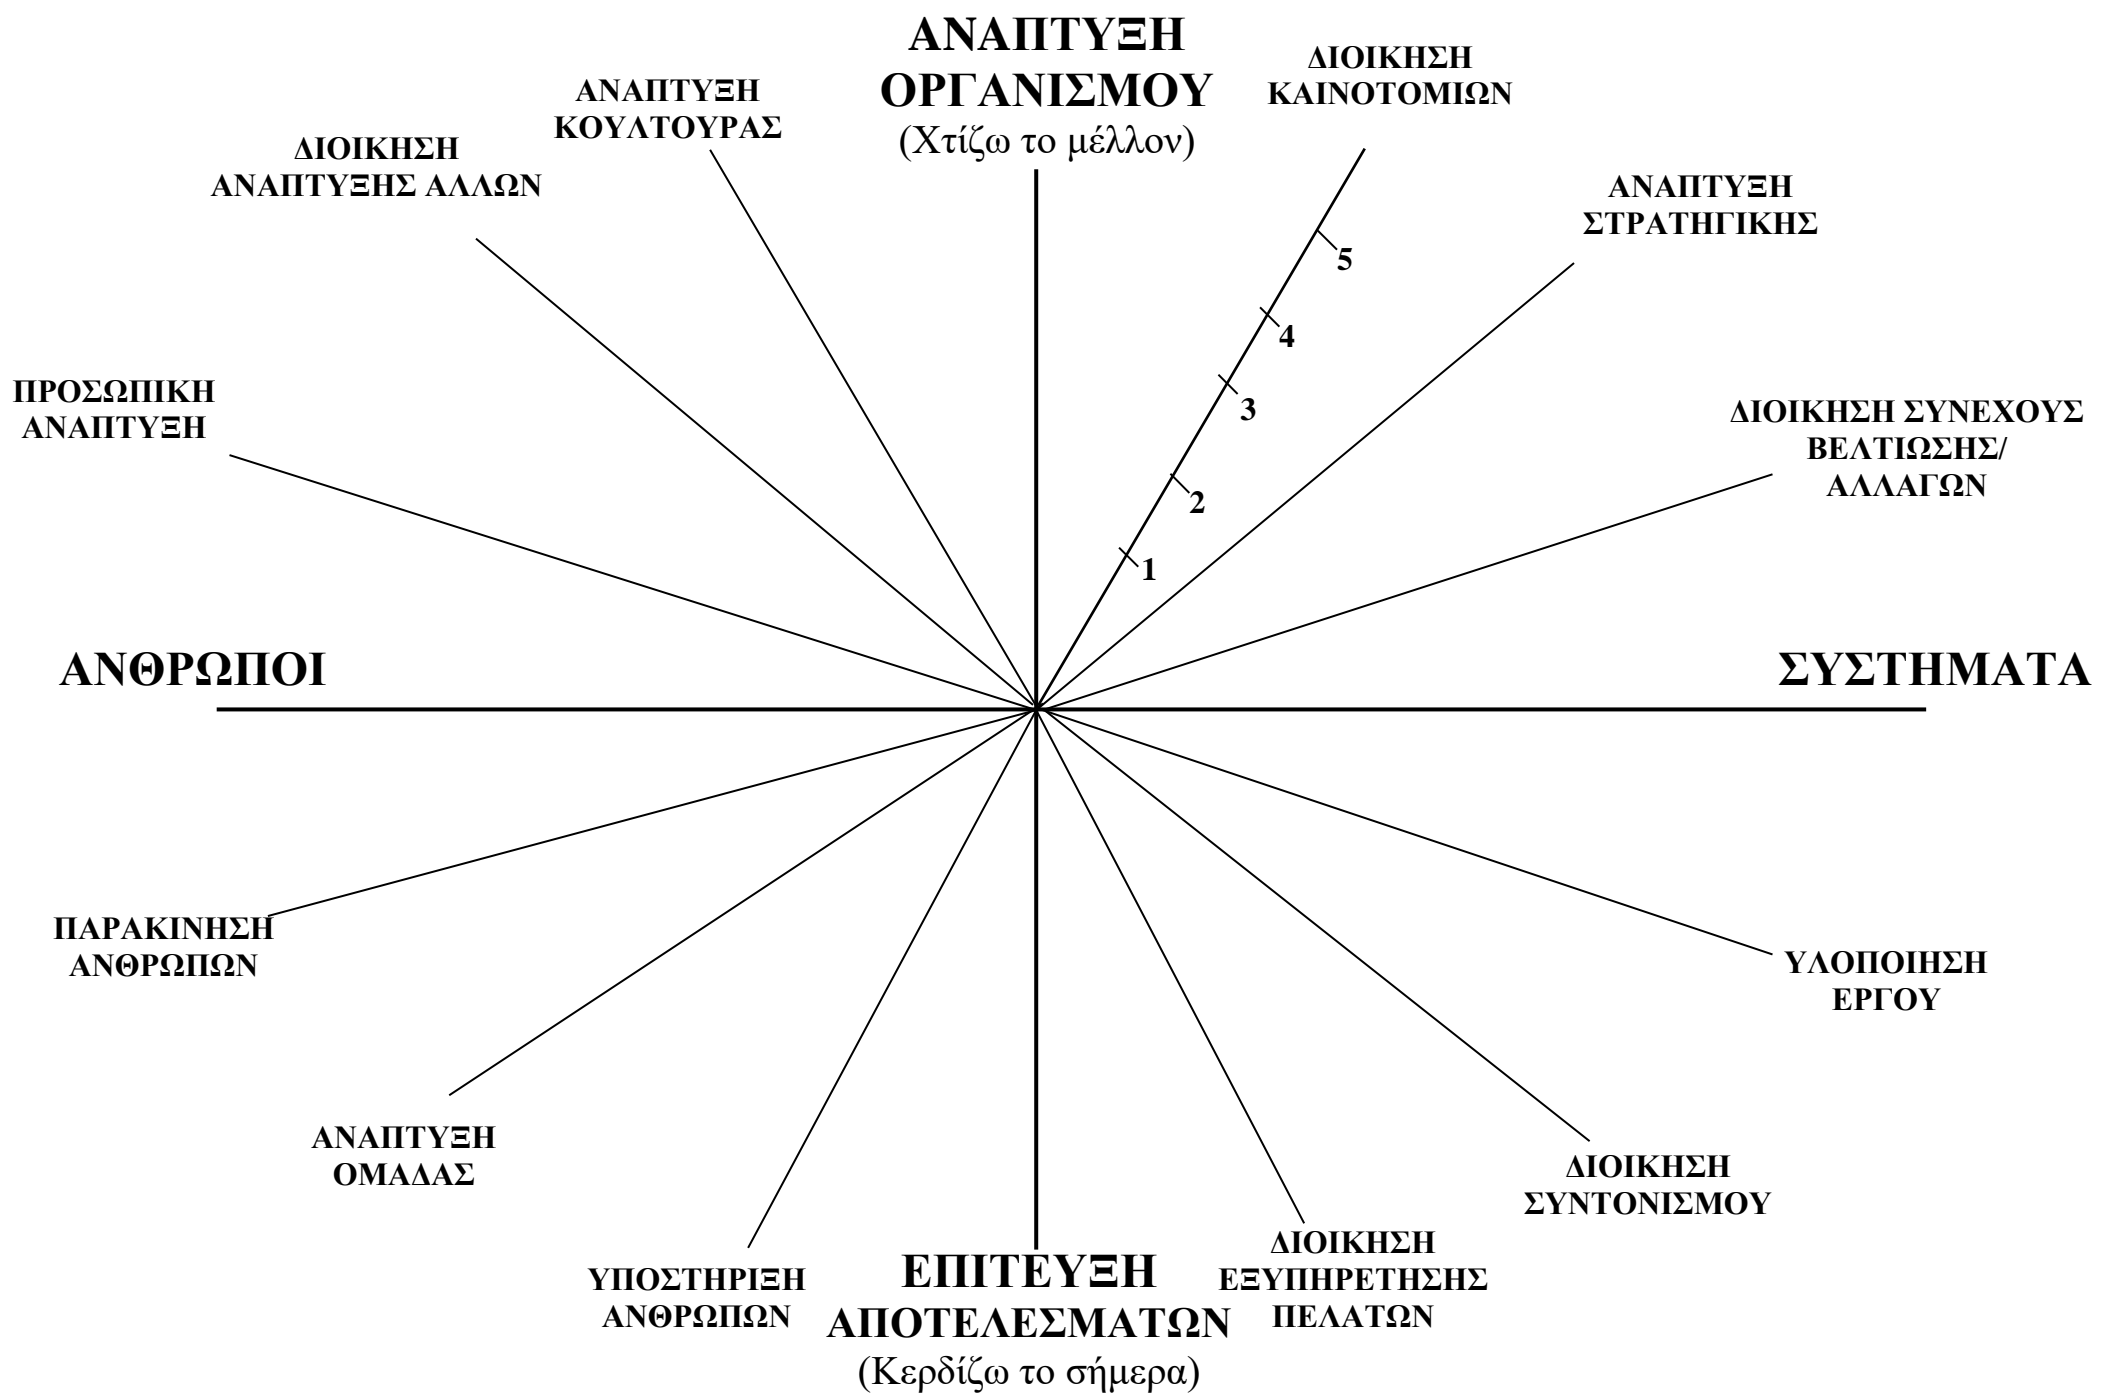 ΑΝΑΠΤΥΞΗ
ΟΡΓΑΝΙΣΜΟΥ
(Χτίζω το μέλλον)
ΔΙΟΙΚΗΣΗ
ΚΑΙΝΟΤΟΜΙΩΝ
ΑΝΑΠΤΥΞΗ
ΚΟΥΛΤΟΥΡΑΣ
ΔΙΟΙΚΗΣΗ
ΑΝΑΠΤΥΞΗΣ ΑΛΛΩΝ
ΑΝΑΠΤΥΞΗ
ΣΤΡΑΤΗΓΙΚΗΣ
5
4
3
2
1
ΠΡΟΣΩΠΙΚΗ
ΑΝΑΠΤΥΞΗ
ΔΙΟΙΚΗΣΗ ΣΥΝΕΧΟΥΣ
ΒΕΛΤΙΩΣΗΣ/
ΑΛΛΑΓΩΝ
ΑΝΘΡΩΠΟΙ
ΣΥΣΤΗΜΑΤΑ
ΠΑΡΑΚΙΝΗΣΗ
ΑΝΘΡΩΠΩΝ
ΥΛΟΠΟΙΗΣΗ
ΕΡΓΟΥ
ΑΝΑΠΤΥΞΗ
ΟΜΑΔΑΣ
ΔΙΟΙΚΗΣΗ
ΣΥΝΤΟΝΙΣΜΟΥ
ΥΠΟΣΤΗΡΙΞΗ
ΑΝΘΡΩΠΩΝ
ΕΠΙΤΕΥΞΗ
ΑΠΟΤΕΛΕΣΜΑΤΩΝ
(Κερδίζω το σήμερα)
ΔΙΟΙΚΗΣΗ
ΕΞΥΠΗΡΕΤΗΣΗΣ
ΠΕΛΑΤΩΝ